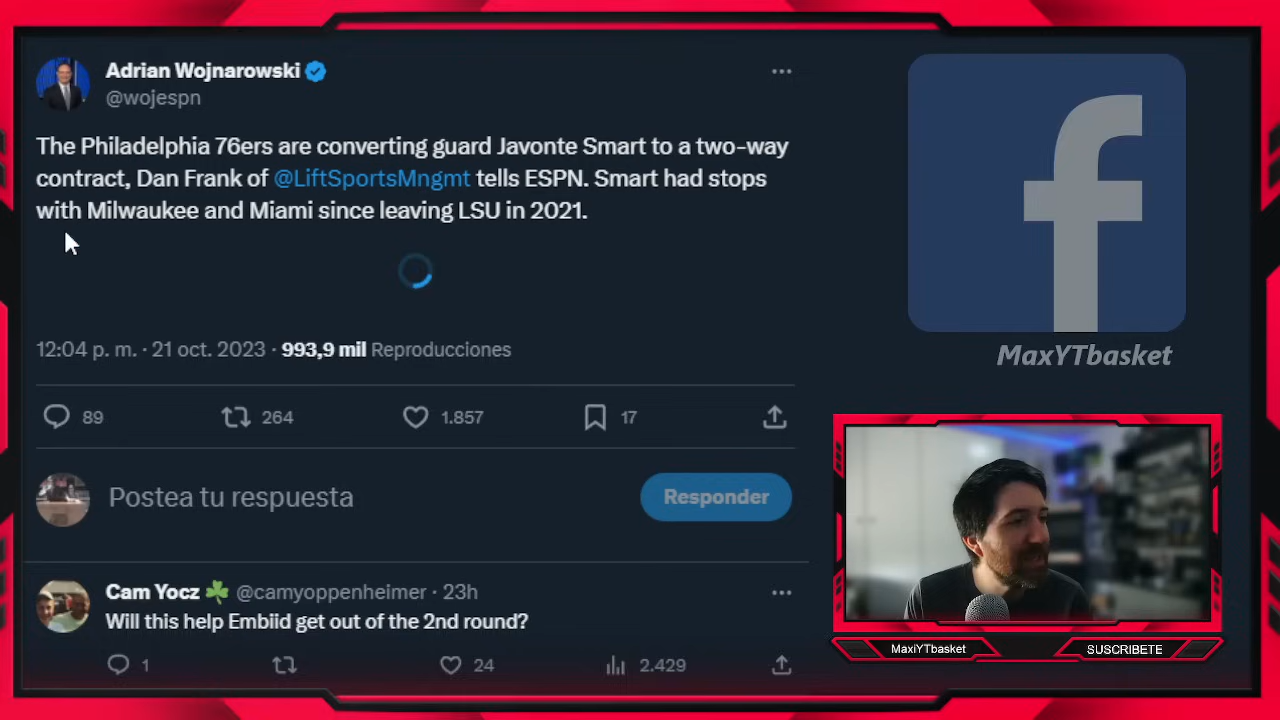 Adrian Wojnarowski
@wojespn
The Philadelphia 76ers are converting guard Javonte Smart to a two-way
contract, Dan Frank of @LiftSportsMngmt tells ESPN. Smart had stops
with Milwaukee and Miami since leaving LSU in 2021.
12:04 p. m. · 21 oct. 2023 · 993,9 mil Reproducciones
89 264 1.857 17
Postea tu respuesta
Responder
Cam Yocz @camyoppenheimer · 23h
Will this help Embiid get out of the 2nd round?
1 24 2.429
f
MaxYTbasket
MaxiYTbasket
SUSCRIBETE